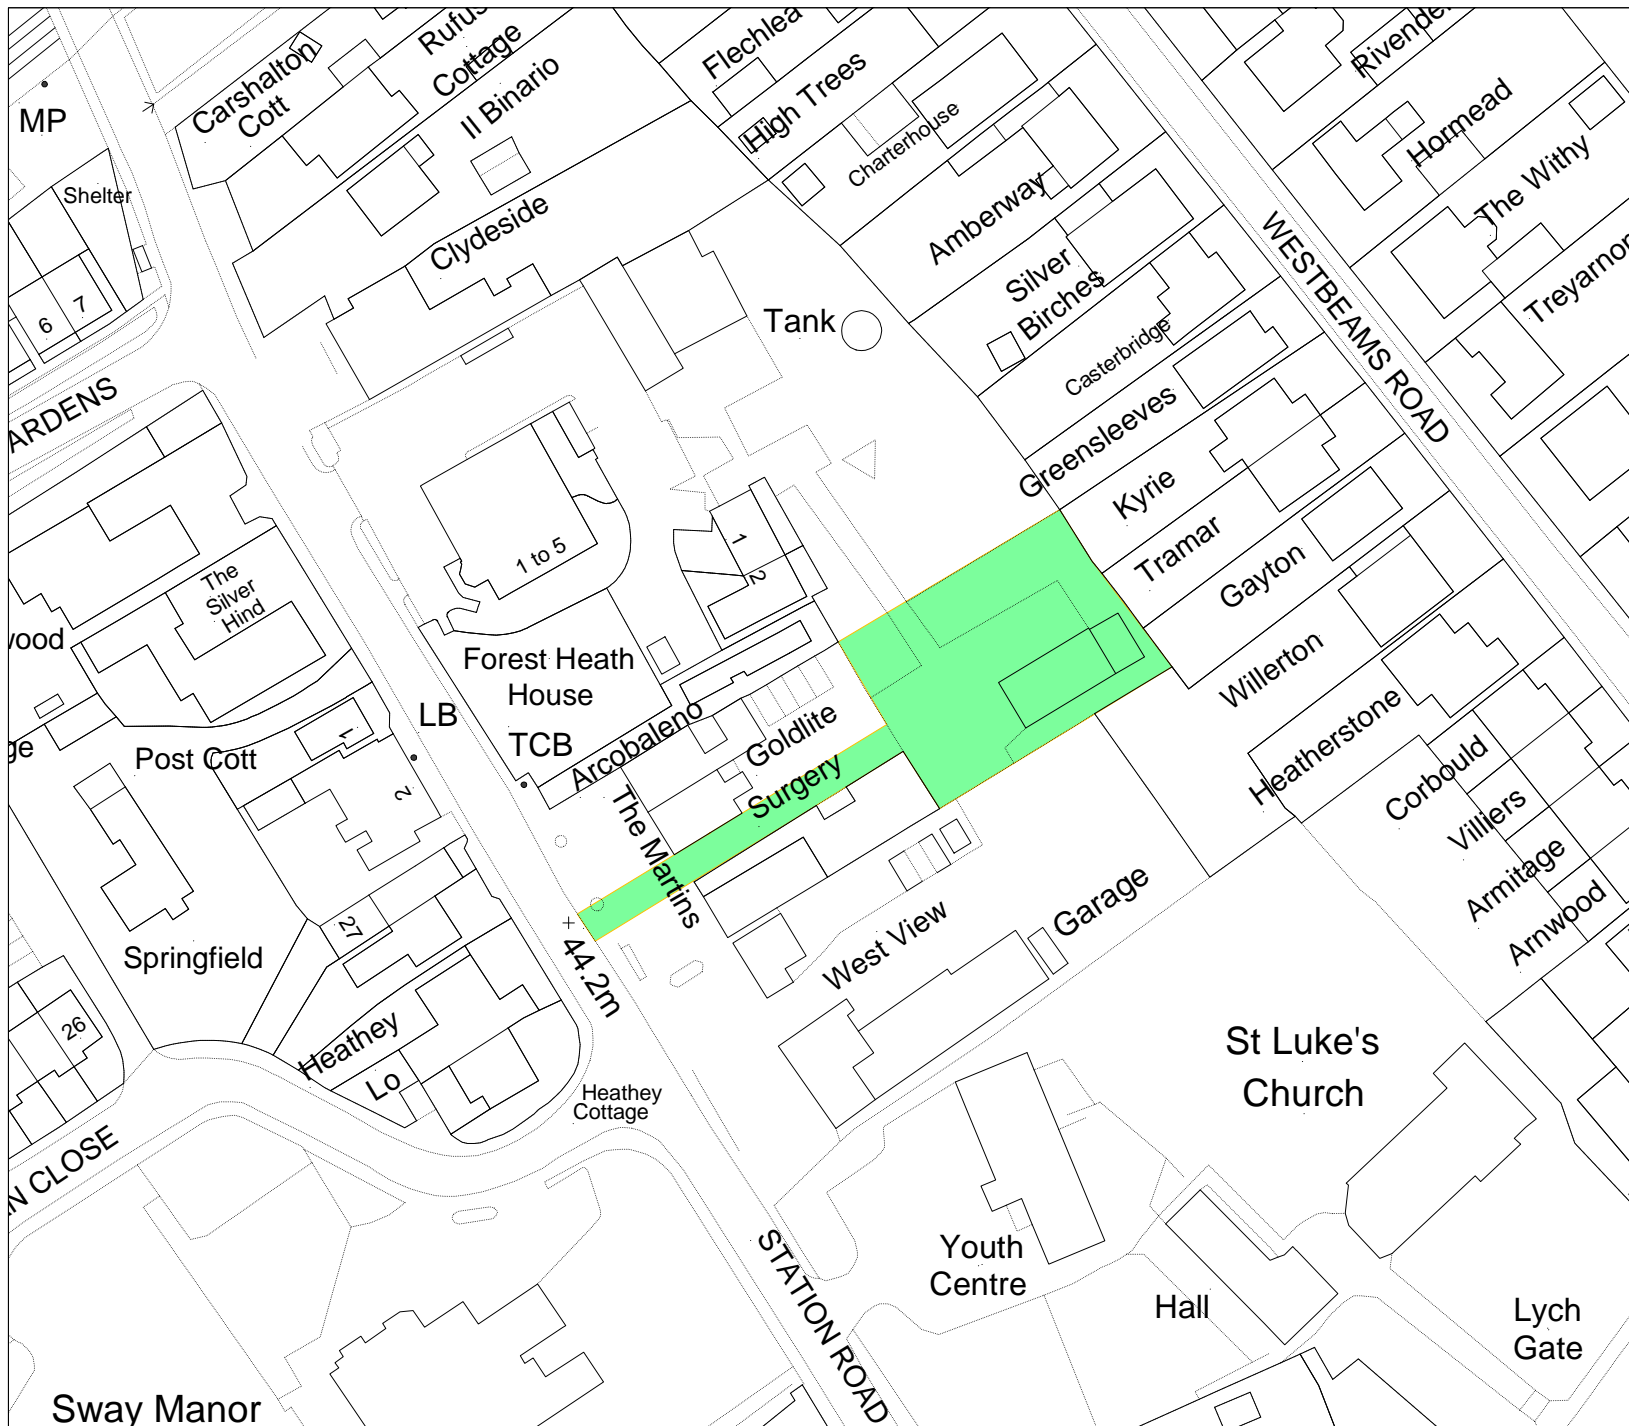 Rufus
Cottage
Carshalton
Cott
Il Binario
MP
Shelter
Clydeside
6
7
ARDENS
Flechlea
High Trees
Charterhouse
Amberway
Silver
Birches
Casterbridge
Greensleeves
Tank
Rivendel
Hormead
The Withy
Treyarnon
WESTBEAMS ROAD
Kyrie
Tramar
Gayton
Willerton
Heatherstone
Corbould
Villiers
Armitage
Arnwood
1 to 5
1
2
The
Silver
Hind
wood
ge
Forest Heath
House
LB
TCB
Arcobaleno
Goldlite
Surgery
The Martins
Post Cott
1
2
27
Springfield
26
44.2m
West View
Garage
Heathey
Lo
Heathey
Cottage
St Luke's
Church
N CLOSE
STATION ROAD
Youth
Centre
Hall
Lych
Gate
Sway Manor